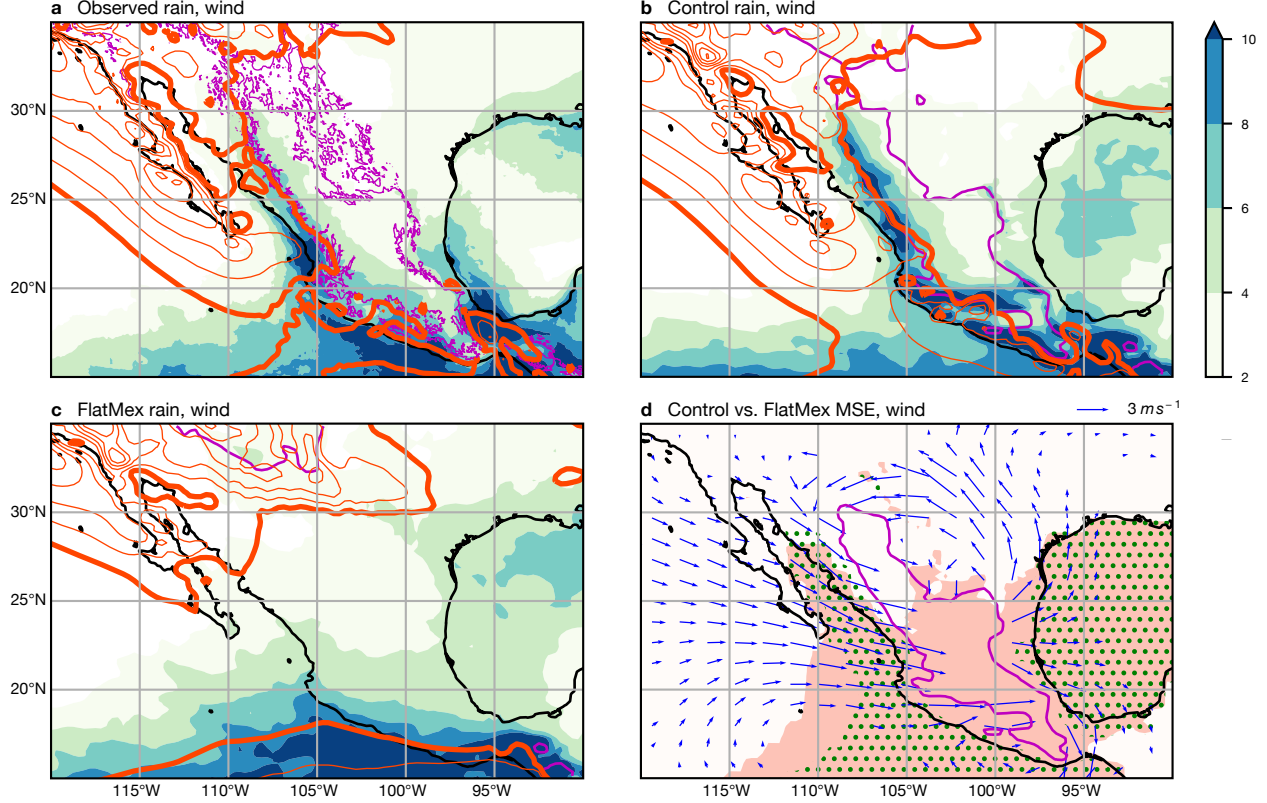 a Observed rain, wind
b Control rain, wind
10
8
6
4
2
30°N
25°N
20°N
c FlatMex rain, wind
d Control vs. FlatMex MSE, wind
3 ms⁻¹
30°N
25°N
20°N
115°W 110°W 105°W 100°W 95°W
115°W 110°W 105°W 100°W 95°W